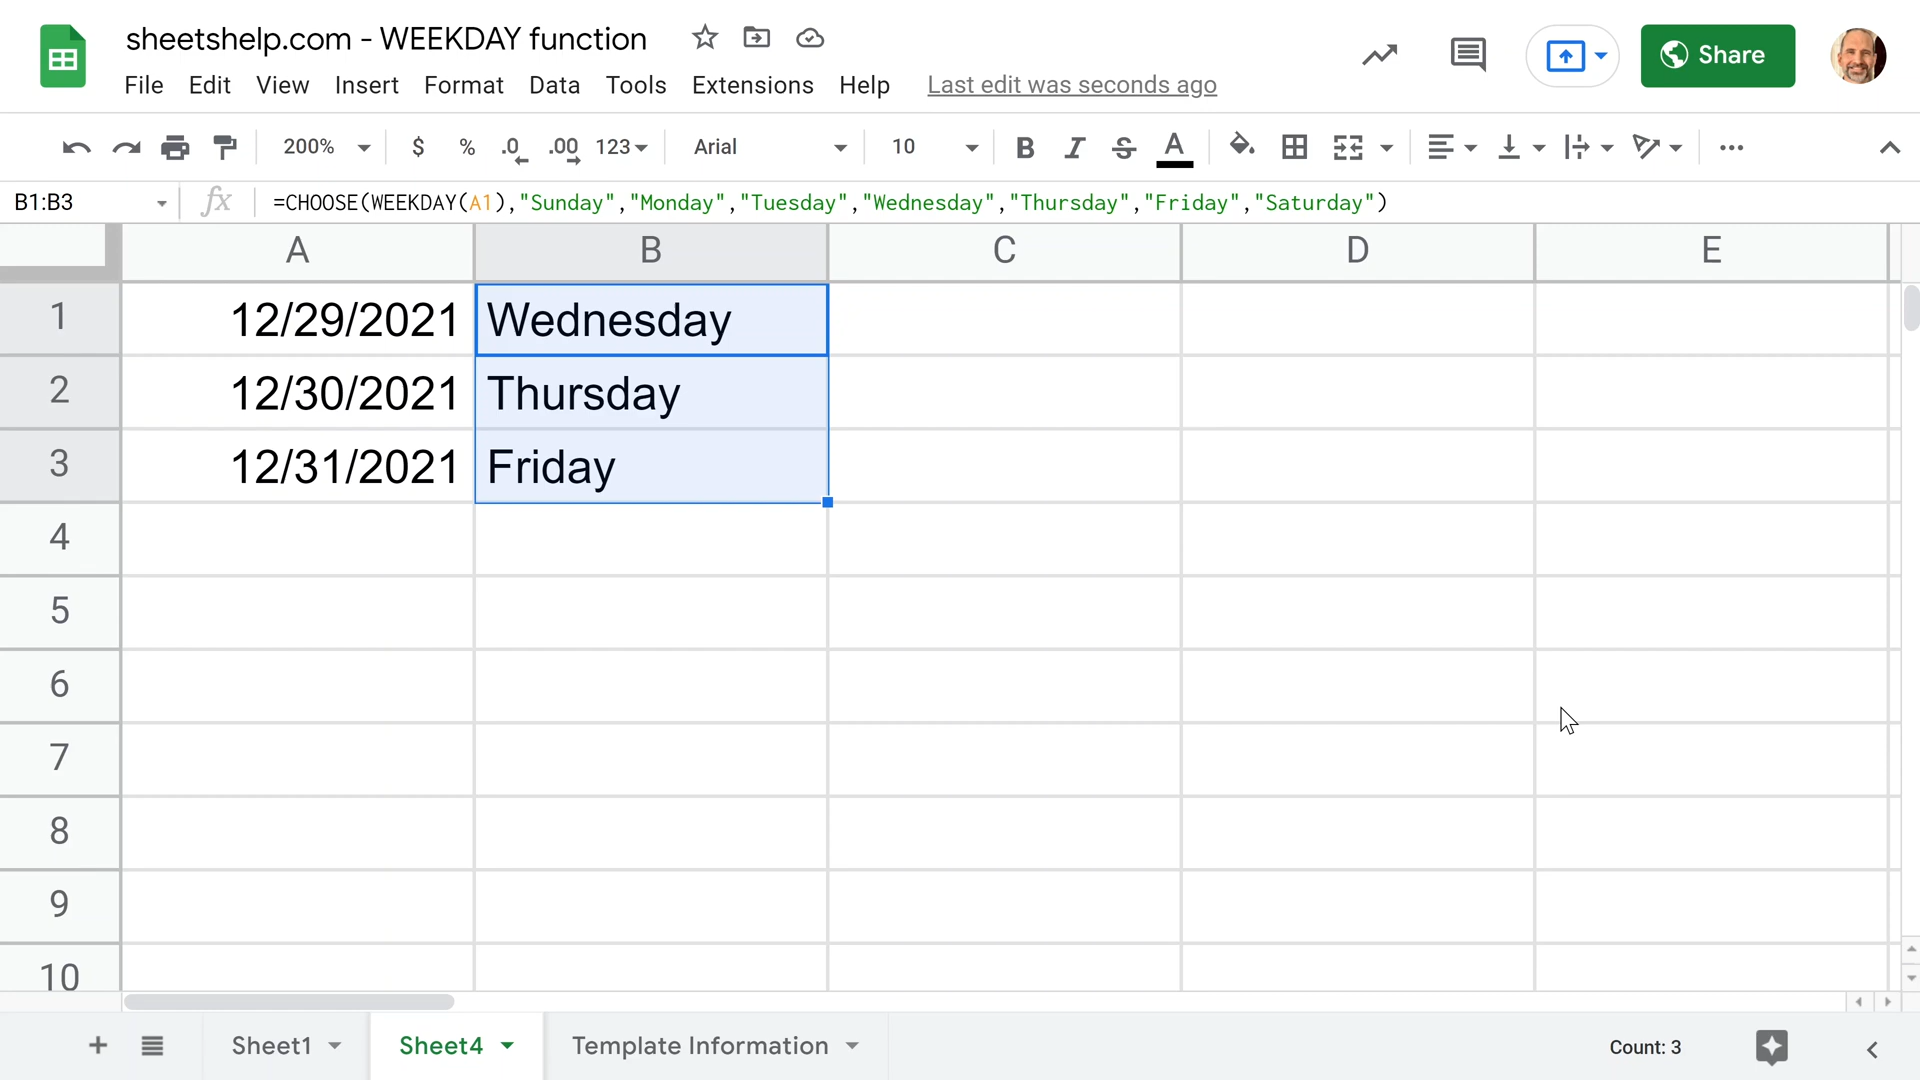 sheetshelp.com - WEEKDAY function
File Edit View Insert Format Data Tools Extensions Help Last edit was seconds ago
Share
200% $ % .0 .00 123 Arial 10 B I S A
B1:B3 fx =CHOOSE(WEEKDAY(A1),"Sunday","Monday","Tuesday","Wednesday","Thursday","Friday","Saturday")
A B C D E
1 12/29/2021 Wednesday
2 12/30/2021 Thursday
3 12/31/2021 Friday
4
5
6
7
8
9
10
Sheet1 Sheet4 Template Information Count: 3